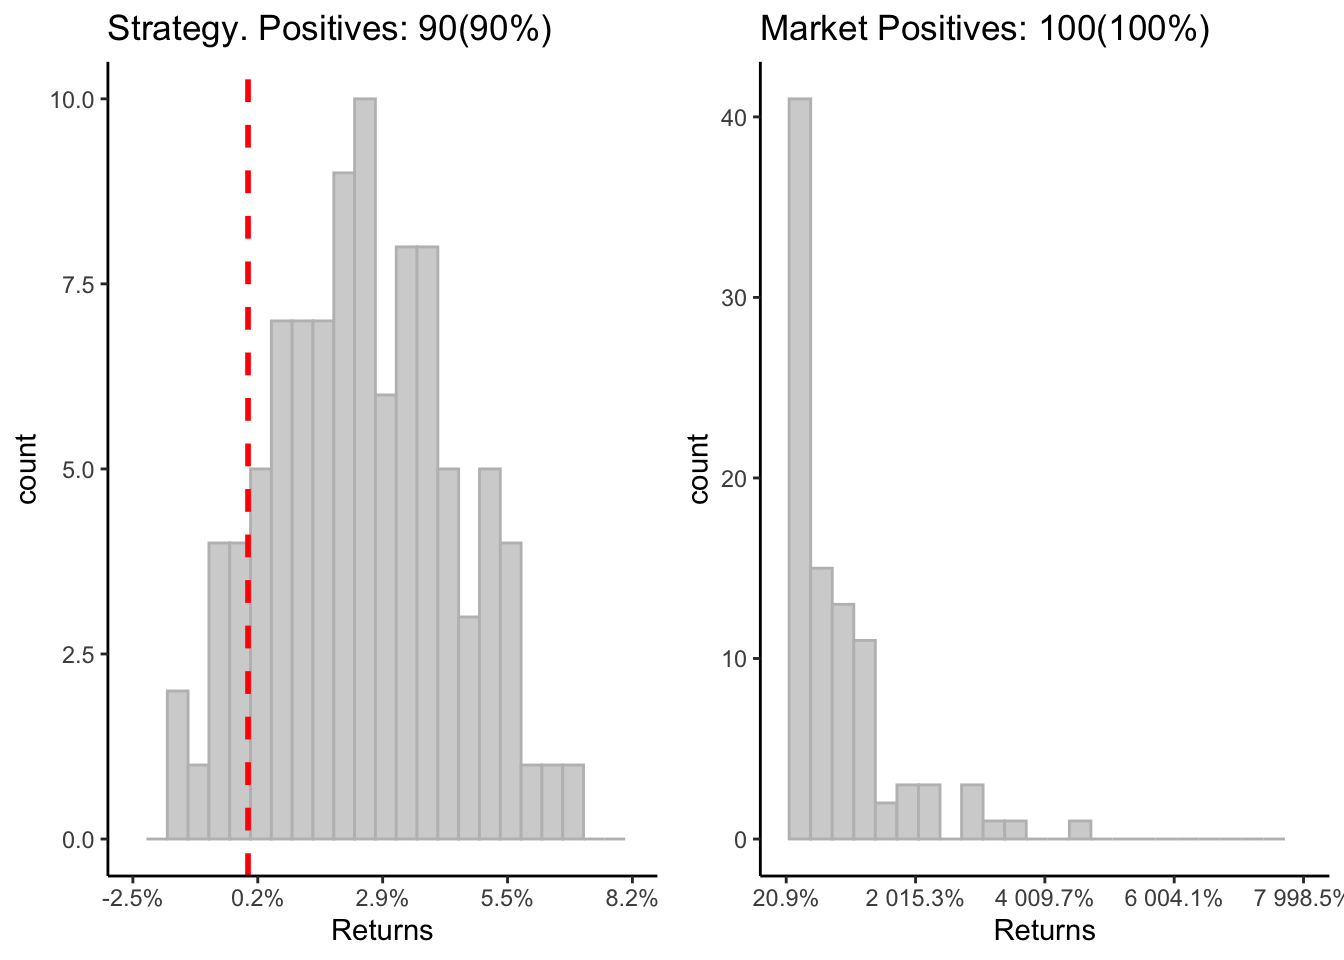 Strategy. Positives: 90(90%)
10.0
7.5
5.0
2.5
0.0
count
-2.5% 0.2% 2.9% 5.5% 8.2%
Returns
Market Positives: 100(100%)
40
30
20
10
0
count
20.9% 2 015.3% 4 009.7% 6 004.1% 7 998.5%
Returns